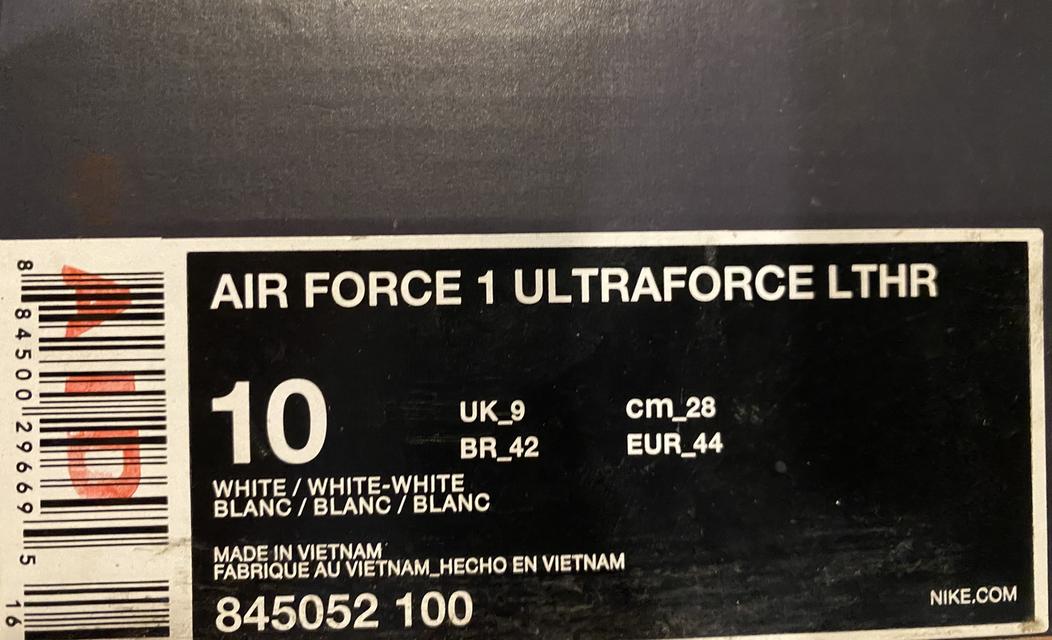 AIR FORCE 1 ULTRAFORCE LTHR
10
UK_9 cm_28
BR_42 EUR_44
WHITE / WHITE-WHITE
BLANC / BLANC / BLANC
MADE IN VIETNAM
FABRIQUE AU VIETNAM_HECHO EN VIETNAM
845052 100
NIKE.COM
8 84500 29669 5
16